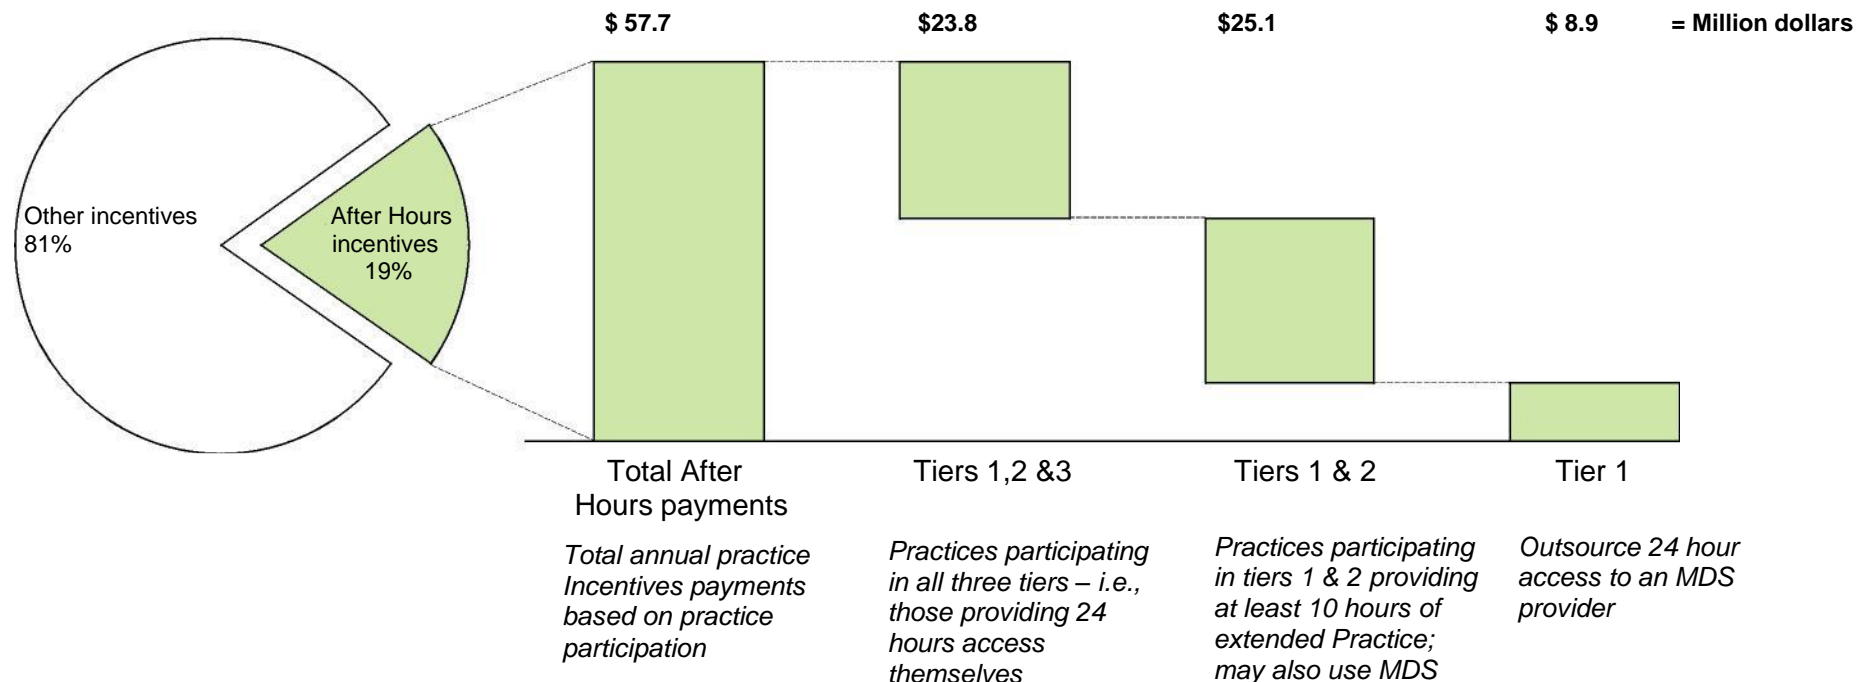 $ 57.7 $23.8 $25.1 $ 8.9 = Million dollars
Other incentives
81%
After Hours
incentives
19%
Total After
Hours payments
Total annual practice
Incentives payments
based on practice
participation
Tiers 1,2 &3
Practices participating
in all three tiers – i.e.,
those providing 24
hours access
themselves
Tiers 1 & 2
Practices participating
in tiers 1 & 2 providing
at least 10 hours of
extended Practice;
may also use MDS
Tier 1
Outsource 24 hour
access to an MDS
provider